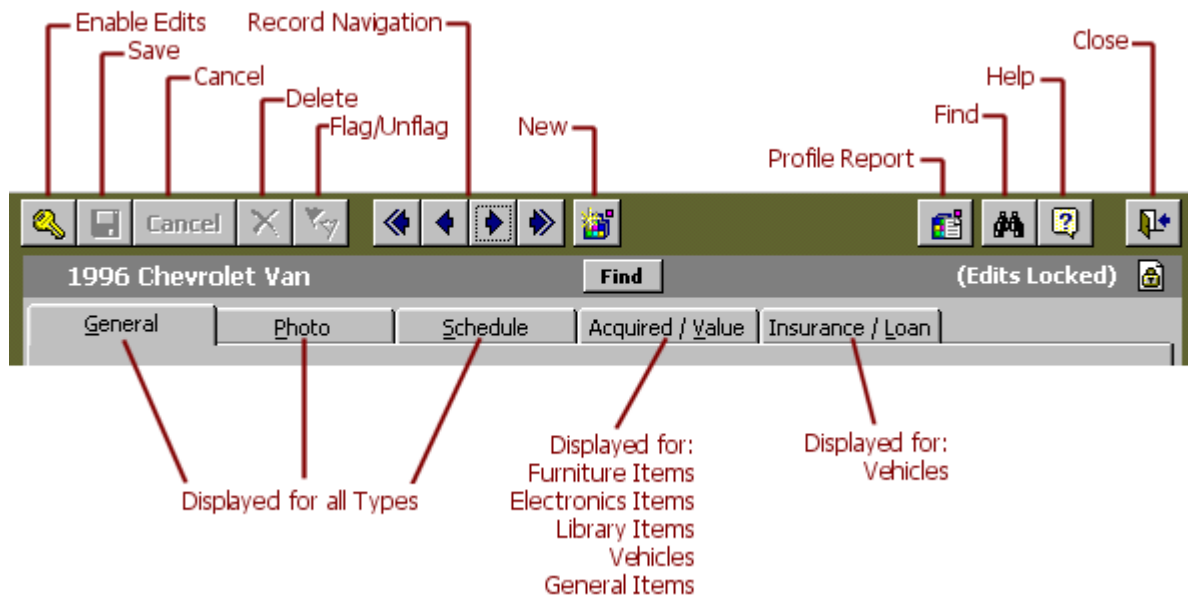 Enable Edits
Record Navigation
Save
Close
Cancel
Help
Delete
Find
Flag/Unflag
New
Profile Report
Cancel
1996 Chevrolet Van
Find
(Edits Locked)
General
Photo
Schedule
Acquired / Value
Insurance / Loan
Displayed for all Types
Displayed for:
Furniture Items
Electronics Items
Library Items
Vehicles
General Items
Displayed for:
Vehicles